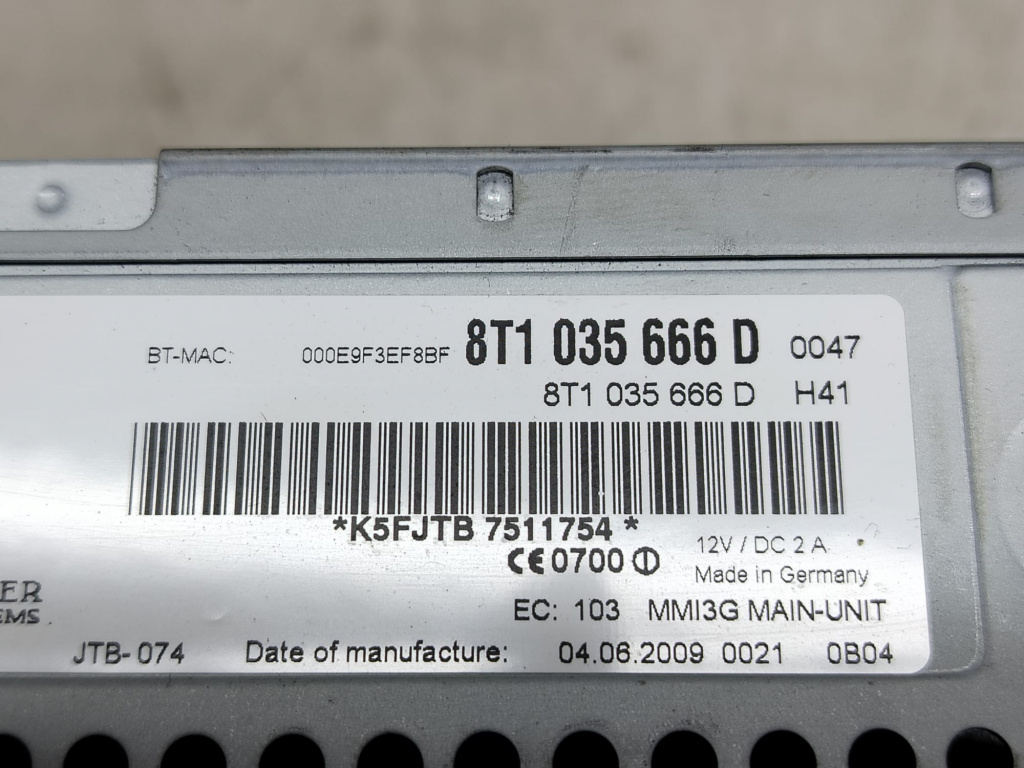 BT-MAC: 000E9F3EF8BF 8T1 035 666 D 0047
8T1 035 666 D H41
*K5FJTB 7511754 *
CE0700
12V / DC 2 A
Made in Germany
EC: 103 MMI3G MAIN-UNIT
JTB-074 Date of manufacture: 04.06.2009 0021 0B04